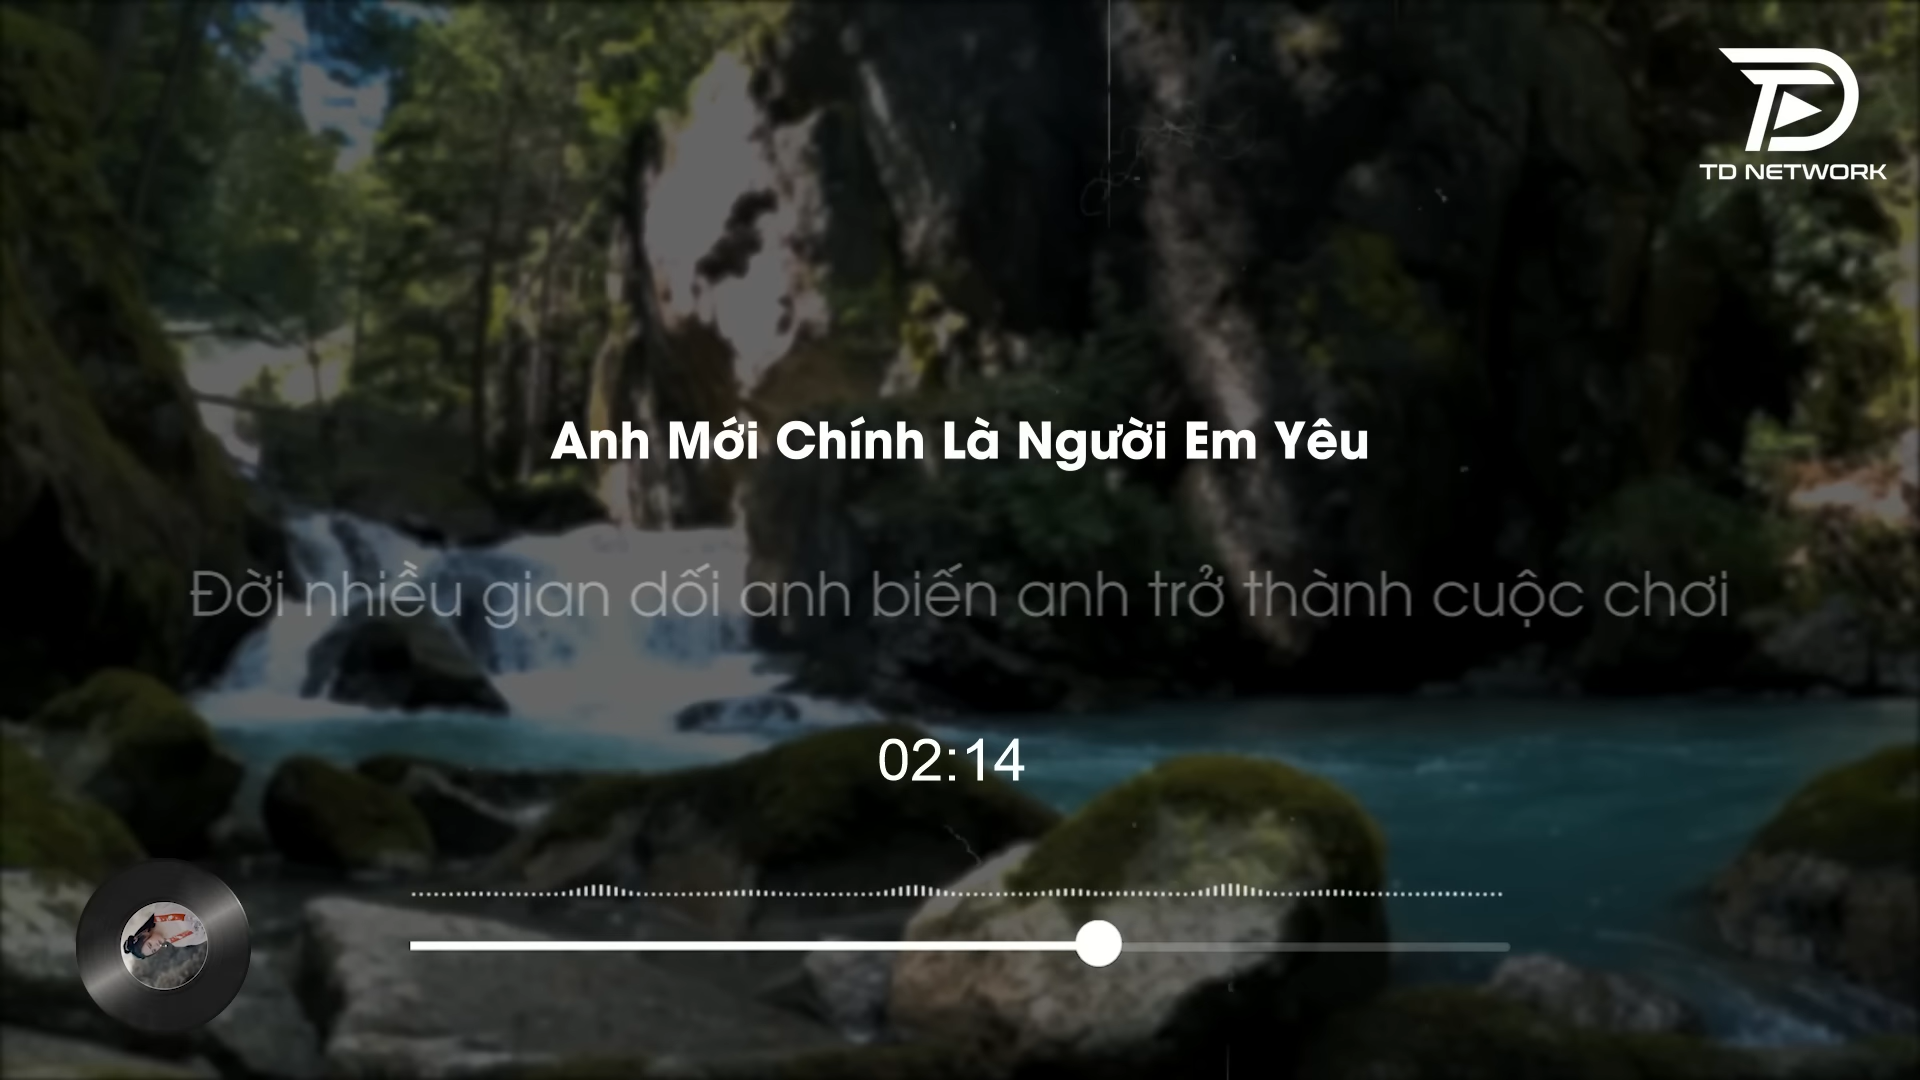 TD NETWORK
Anh Mới Chính Là Người Em Yêu
Đời nhiều gian dối anh biến anh trở thành cuộc chơi
02:14